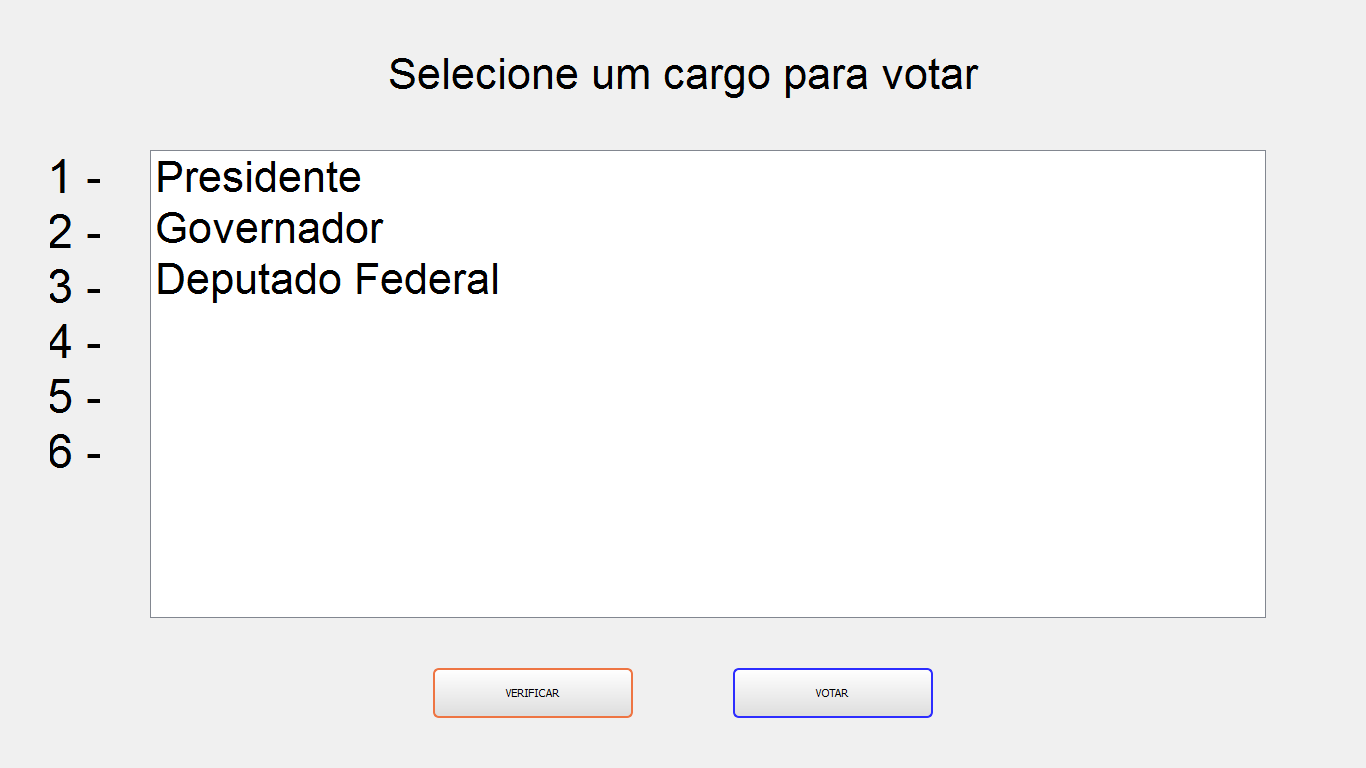 Selecione um cargo para votar
1 - Presidente
2 - Governador
3 - Deputado Federal
4 -
5 -
6 -
VERIFICAR VOTAR